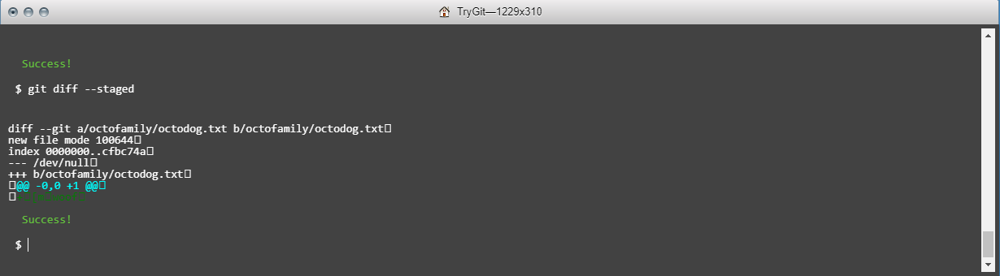 TryGit—1229x310
Success!
$ git diff --staged
diff --git a/octofamily/octodog.txt b/octofamily/octodog.txt
new file mode 100644
index 0000000..cfbc74a
--- /dev/null
+++ b/octofamily/octodog.txt
@@ -0,0 +1 @@
Success!
$